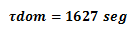 τdom = 1627 seg